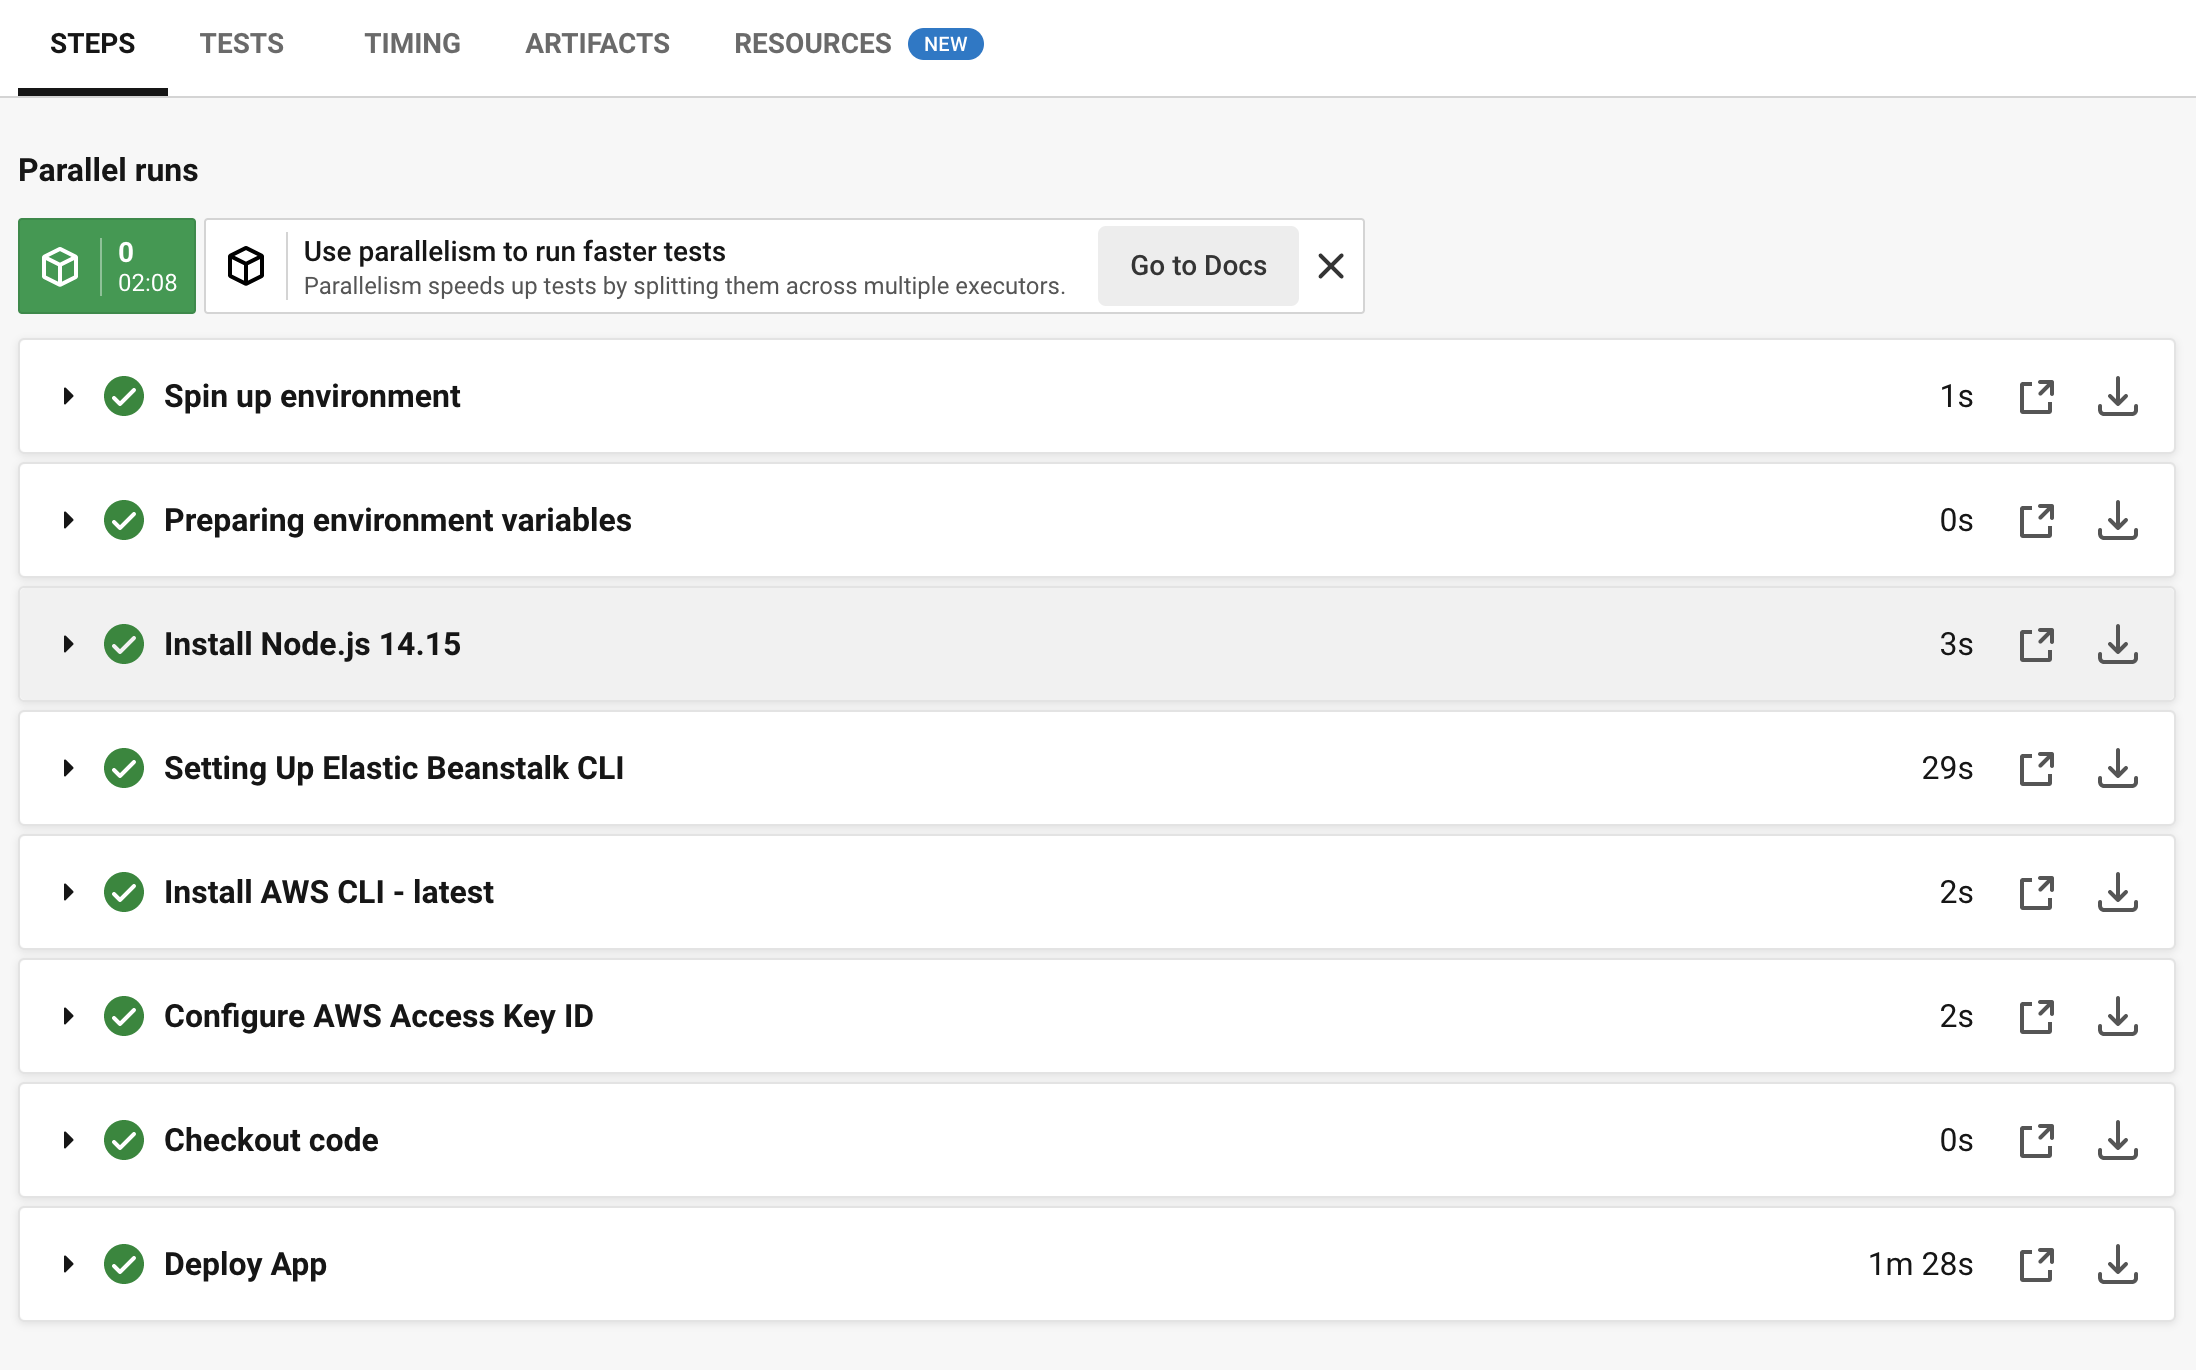 STEPS TESTS TIMING ARTIFACTS RESOURCES NEW
Parallel runs
0
02:08
Use parallelism to run faster tests
Parallelism speeds up tests by splitting them across multiple executors.
Go to Docs
Spin up environment 1s
Preparing environment variables 0s
Install Node.js 14.15 3s
Setting Up Elastic Beanstalk CLI 29s
Install AWS CLI - latest 2s
Configure AWS Access Key ID 2s
Checkout code 0s
Deploy App 1m 28s